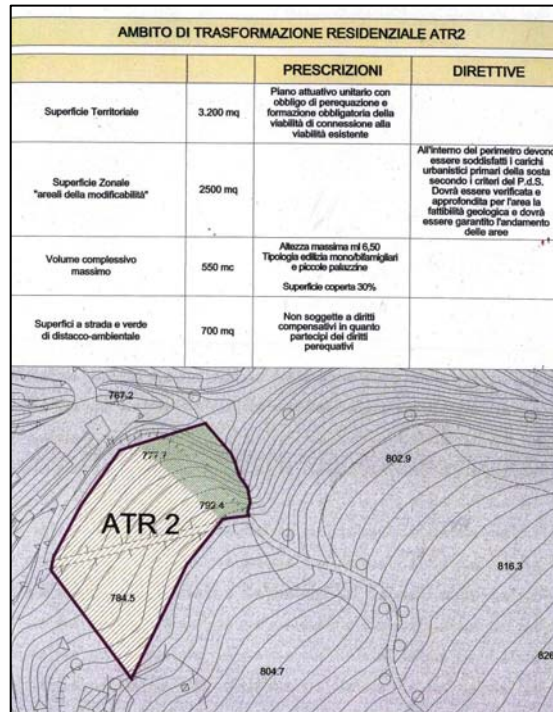 AMBITO DI TRASFORMAZIONE RESIDENZIALE ATR2
PRESCRIZIONI
DIRETTIVE
Superficie Territoriale
3.200 mq
Piano attuativo unitario con
obbligo di perequazione e
formazione obbligatoria della
viabilità di connessione alla
viabilità esistente
Superficie Zonale
"areali della modificabilità"
2500 mq
All'interno del perimetro devono
essere soddisfatti i carichi
urbanistici primari della sosta
secondo i criteri del P.d.S.
Dovrà essere verificata e
approfondita per l'area la
fattibilità geologica e dovrà
essere garantito l'andamento
delle aree
Volume complessivo
massimo
550 mc
Altezza massima ml 6,50
Tipologia edilizia mono/bifamigliari
e piccole palazzine
Superficie coperta 30%
Superfici a strada e verde
di distacco-ambientale
700 mq
Non soggette a diritti
compensativi in quanto
partecipi dei diritti
perequativi
767.2
777.7
802.9
792.4
ATR 2
816.3
784.5
804.7